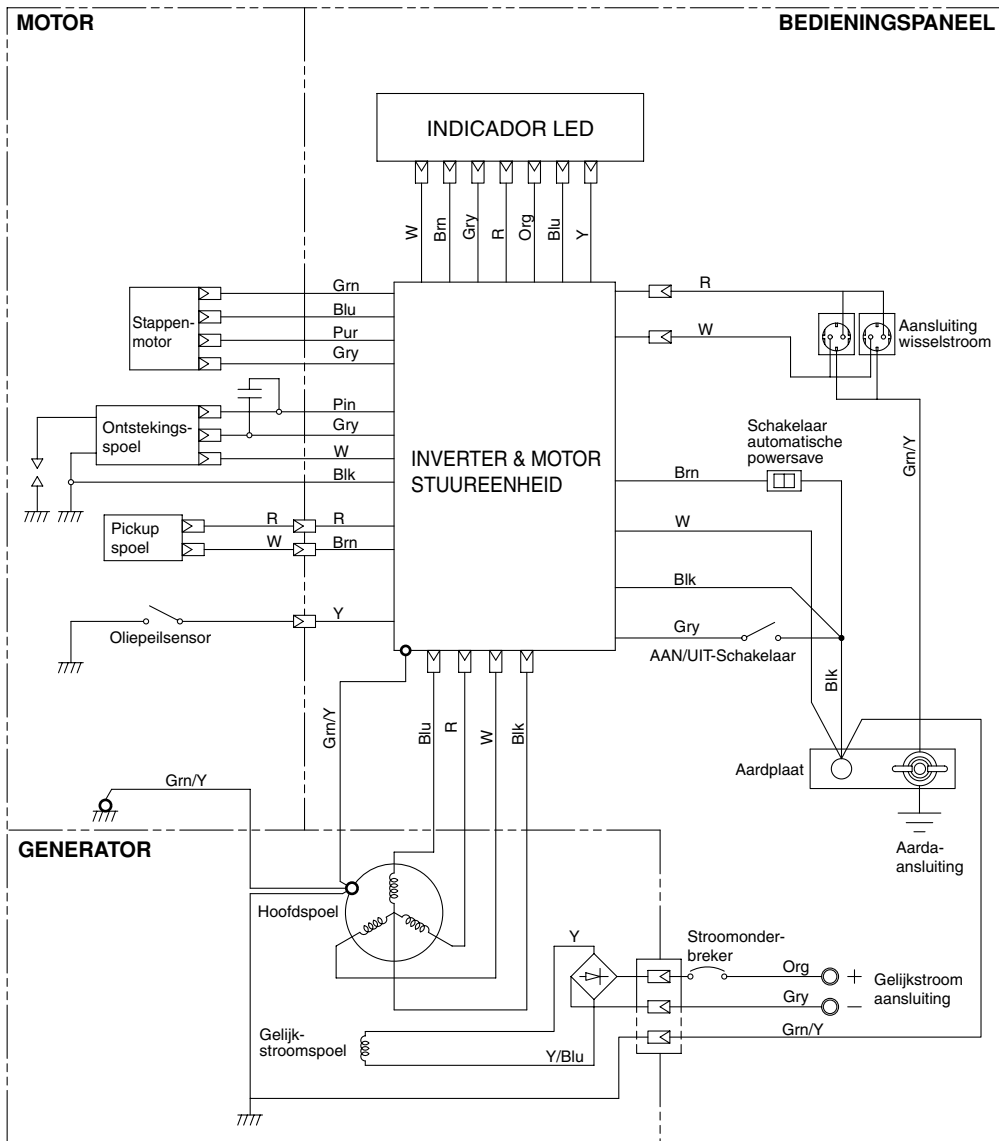 MOTOR
BEDIENINGSPANEEL
INDICADOR LED
W
Brn
Gry
R
Org
Blu
Y
Grn
Blu
Pur
Gry
Stappen-
motor
R
W
Aansluiting
wisselstroom
Pin
Gry
W
Blk
Ontstekings-
spoel
INVERTER & MOTOR
STUUREENHEID
Schakelaar
automatische
powersave
Grn/Y
Brn
W
Blk
Gry
AAN/UIT-Schakelaar
Blk
Pickup
spoel
R
R
W
Brn
Y
Oliepeilsensor
Grn/Y
Blu
R
W
Blk
Grn/Y
Aardplaat
Aarda-
ansluiting
GENERATOR
Hoofdspoel
Y
Stroomonder-
breker
Org
+
Gelijkstroom
aansluiting
Gry
−
Gelijk-
stroomspoel
Y/Blu
Grn/Y